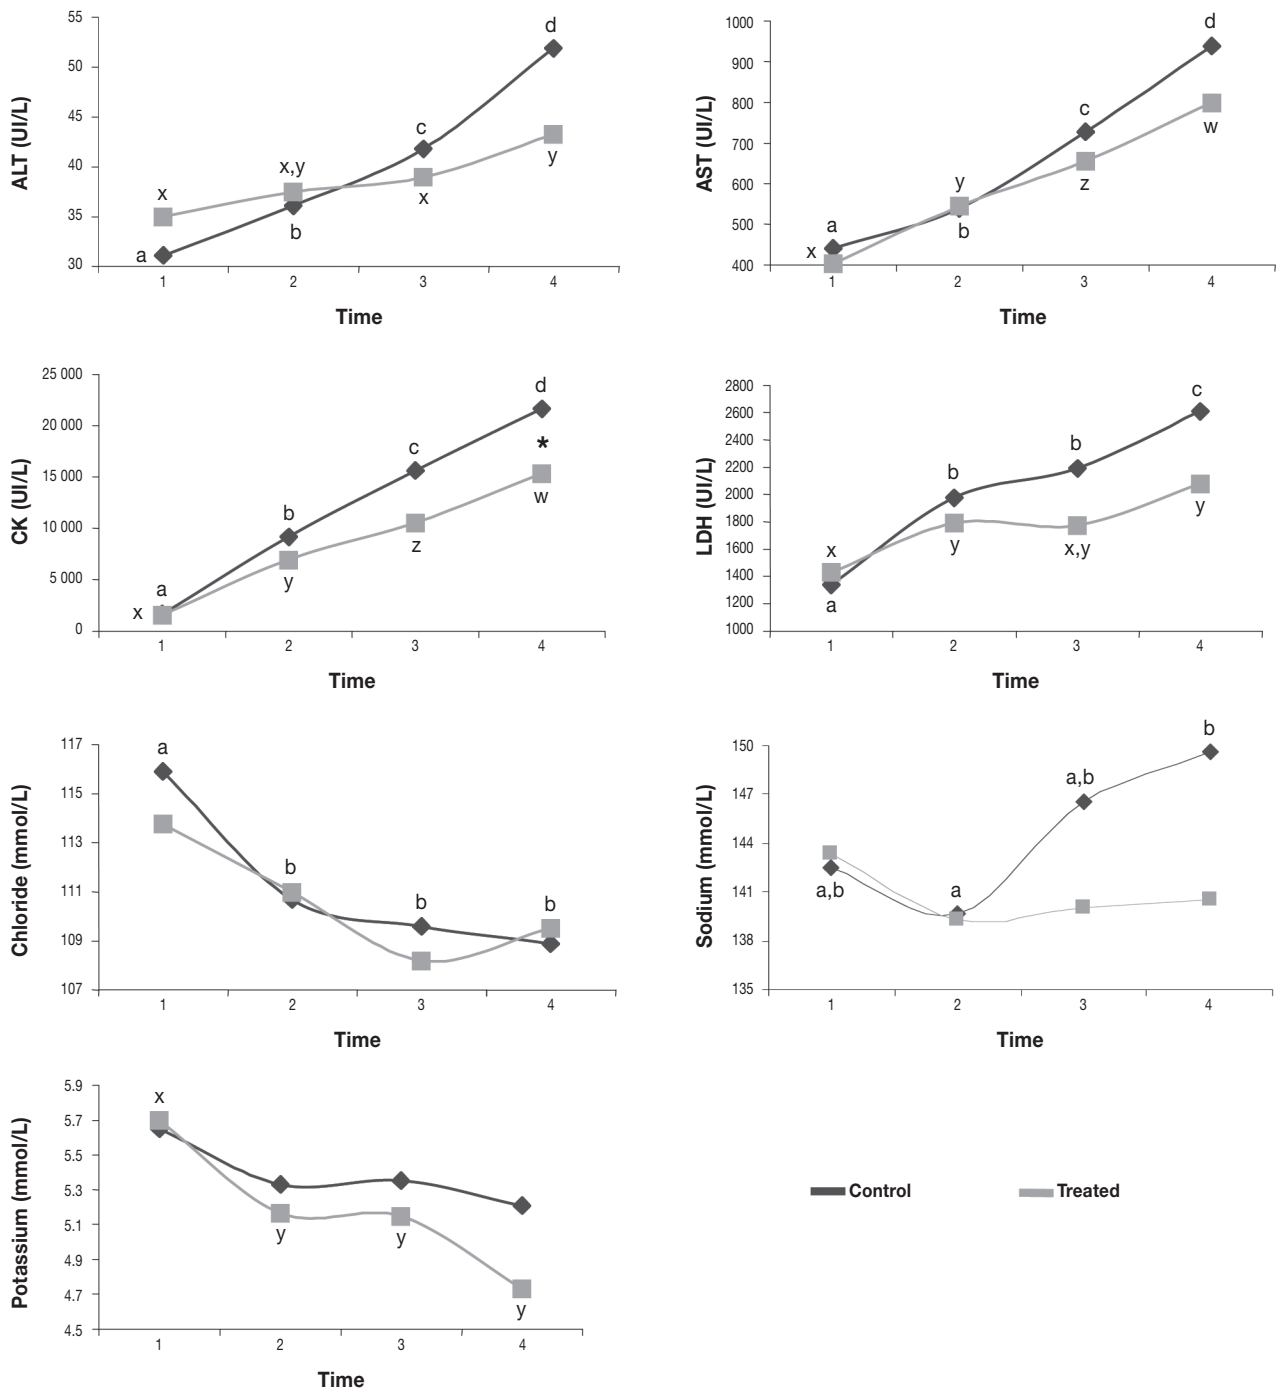 ALT (UI/L)
55
50
45
40
35
30
a
b
c
d
x
x,y
x
y
1 2 3 4
Time
AST (UI/L)
1000
900
800
700
600
500
400
a
b
c
d
x
y
z
w
1 2 3 4
Time
CK (UI/L)
25 000
20 000
15 000
10 000
5 000
0
a
b
c
d
*
x
y
z
w
1 2 3 4
Time
LDH (UI/L)
2800
2600
2400
2200
2000
1800
1600
1400
1200
1000
a
b
b
c
x
y
x,y
y
1 2 3 4
Time
Chloride (mmol/L)
117
115
113
111
109
107
a
b
b
b
1 2 3 4
Time
Sodium (mmol/L)
150
147
144
141
138
135
a,b
a
a,b
b
1 2 3 4
Time
Potassium (mmol/L)
5.9
5.7
5.5
5.3
5.1
4.9
4.7
4.5
x
y
y
y
1 2 3 4
Time
Control
Treated